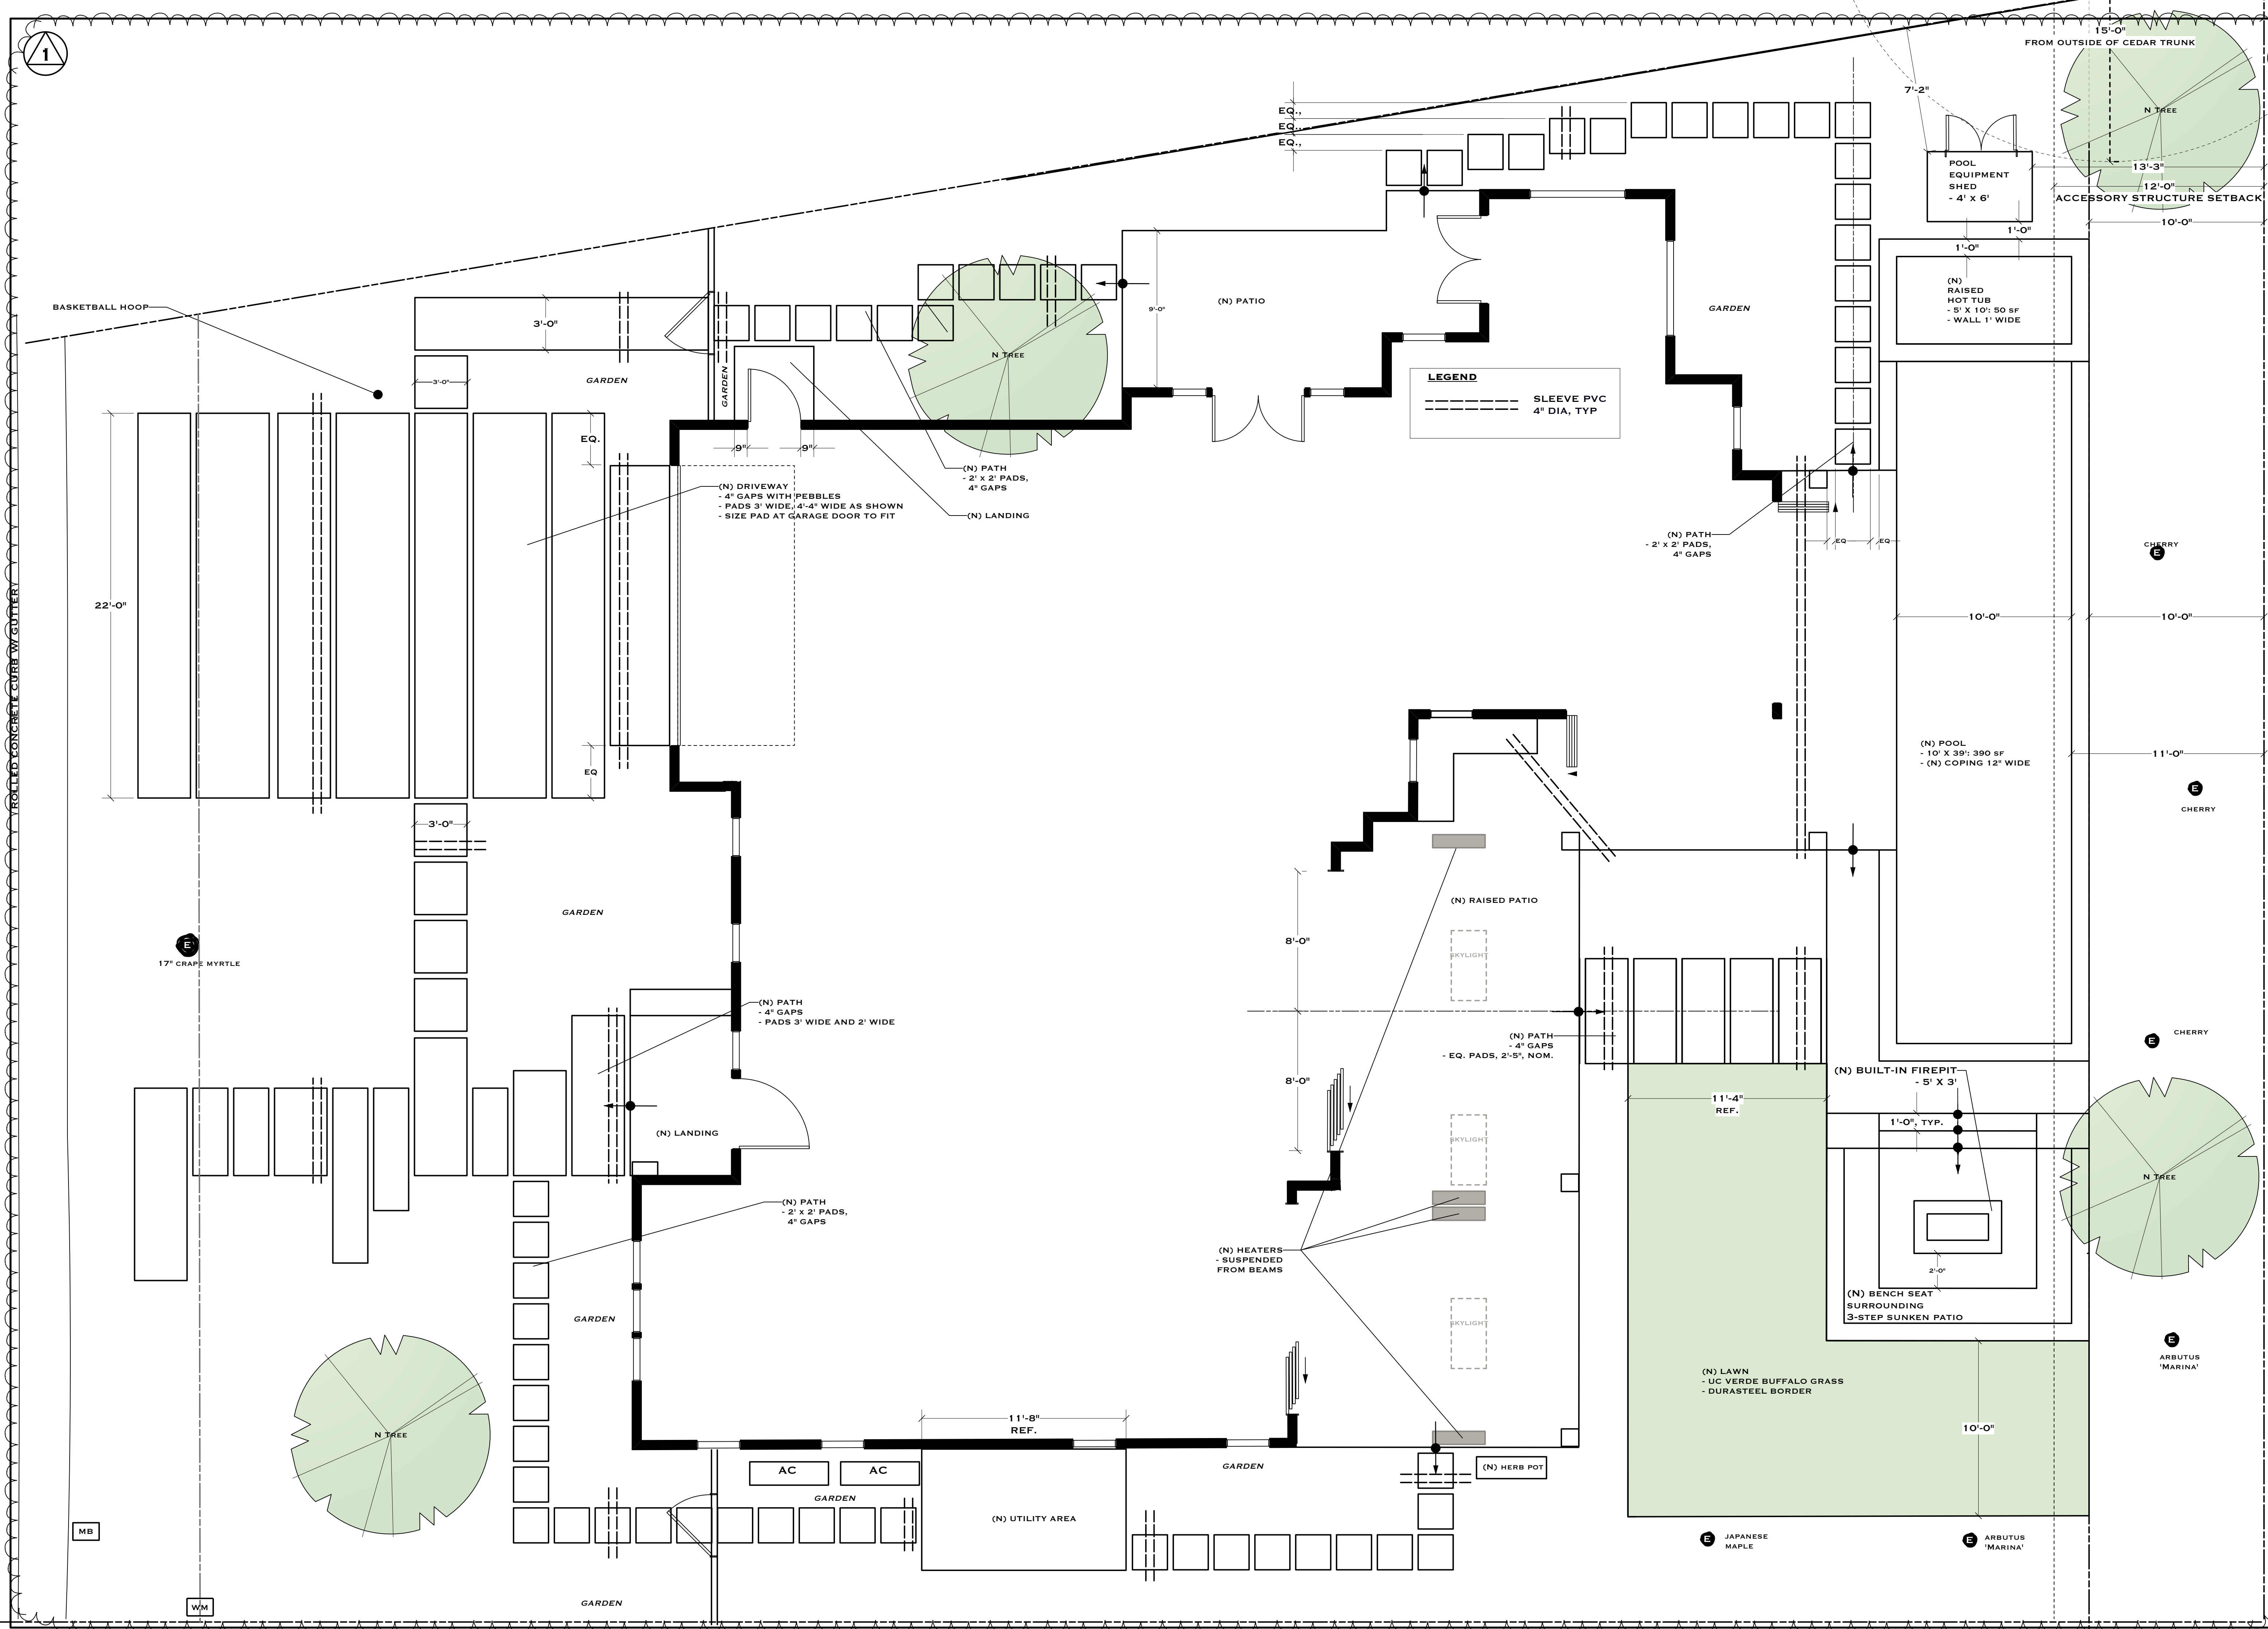 1
15'-0"
FROM OUTSIDE OF CEDAR TRUNK
7'-2"
EQ.,
EQ.,
EQ.,
N TREE
POOL
EQUIPMENT
SHED
- 4' X 6'
13'-3"
12'-0"
ACCESSORY STRUCTURE SETBACK
10'-0"
1'-0"
1'-0"
BASKETBALL HOOP
3'-0"
(N) PATIO
9'-0"
GARDEN
(N)
RAISED
HOT TUB
- 5' X 10': 50 SF
- WALL 1' WIDE
N TREE
3'-0"
GARDEN
GARDEN
LEGEND
SLEEVE PVC
4" DIA, TYP
EQ.
9"
9"
(N) PATH
- 2' X 2' PADS,
4" GAPS
(N) DRIVEWAY
- 4" GAPS WITH PEBBLES
- PADS 3' WIDE, 4'-4" WIDE AS SHOWN
- SIZE PAD AT GARAGE DOOR TO FIT
(N) LANDING
(N) PATH
- 2' X 2' PADS,
4" GAPS
EQ
EQ
CHERRY
E
22'-0"
10'-0"
10'-0"
ROLLED CONCRETE CURB W/ GUTTER
(N) POOL
- 10' X 39': 390 SF
- (N) COPING 12" WIDE
11'-0"
EQ
E
CHERRY
3'-0"
(N) RAISED PATIO
GARDEN
8'-0"
E
17" CRAPE MYRTLE
SKYLIGHT
(N) PATH
- 4" GAPS
- PADS 3' WIDE AND 2' WIDE
(N) PATH
- 4" GAPS
- EQ. PADS, 2'-5", NOM.
CHERRY
E
8'-0"
(N) BUILT-IN FIREPIT
- 5' X 3'
11'-4"
REF.
1'-0", TYP.
(N) LANDING
SKYLIGHT
N TREE
(N) PATH
- 2' X 2' PADS,
4" GAPS
(N) HEATERS
- SUSPENDED
FROM BEAMS
2'-0"
(N) BENCH SEAT
SURROUNDING
3-STEP SUNKEN PATIO
GARDEN
SKYLIGHT
E
ARBUTUS
'MARINA'
(N) LAWN
- UC VERDE BUFFALO GRASS
- DURASTEEL BORDER
N TREE
11'-8"
REF.
10'-0"
AC
AC
GARDEN
(N) HERB POT
GARDEN
(N) UTILITY AREA
MB
E
JAPANESE
MAPLE
E
ARBUTUS
'MARINA'
GARDEN
WM